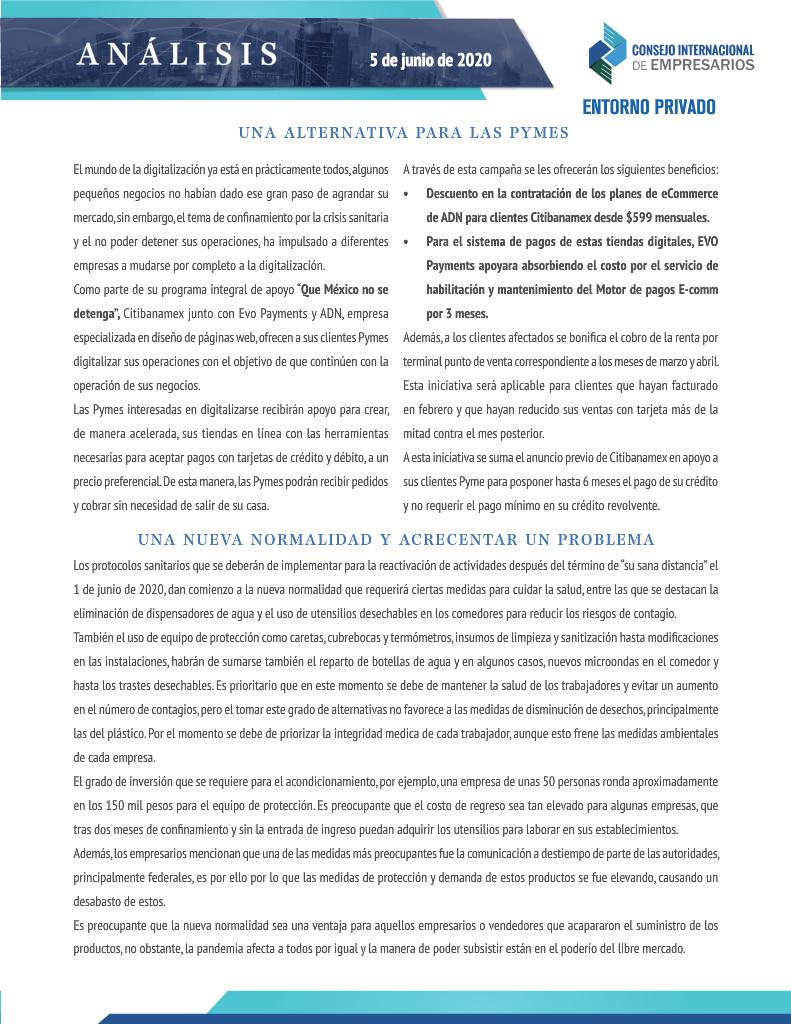 ANÁLISIS
5 de junio de 2020
CONSEJO INTERNACIONAL
DE EMPRESARIOS
ENTORNO PRIVADO
UNA ALTERNATIVA PARA LAS PYMES
El mundo de la digitalización ya está en prácticamente todos, algunos
pequeños negocios no habían dado ese gran paso de agrandar su
mercado, sin embargo, el tema de confinamiento por la crisis sanitaria
y el no poder detener sus operaciones, ha impulsado a diferentes
empresas a mudarse por completo a la digitalización.
Como parte de su programa integral de apoyo “Que México no se
detenga”, Citibanamex junto con Evo Payments y ADN, empresa
especializada en diseño de páginas web, ofrecen a sus clientes Pymes
digitalizar sus operaciones con el objetivo de que continúen con la
operación de sus negocios.
Las Pymes interesadas en digitalizarse recibirán apoyo para crear,
de manera acelerada, sus tiendas en línea con las herramientas
necesarias para aceptar pagos con tarjetas de crédito y débito, a un
precio preferencial. De esta manera, las Pymes podrán recibir pedidos
y cobrar sin necesidad de salir de su casa.
A través de esta campaña se les ofrecerán los siguientes beneficios:
• Descuento en la contratación de los planes de eCommerce
de ADN para clientes Citibanamex desde $599 mensuales.
• Para el sistema de pagos de estas tiendas digitales, EVO
Payments apoyara absorbiendo el costo por el servicio de
habilitación y mantenimiento del Motor de pagos E-comm
por 3 meses.
Además, a los clientes afectados se bonifica el cobro de la renta por
terminal punto de venta correspondiente a los meses de marzo y abril.
Esta iniciativa será aplicable para clientes que hayan facturado
en febrero y que hayan reducido sus ventas con tarjeta más de la
mitad contra el mes posterior.
A esta iniciativa se suma el anuncio previo de Citibanamex en apoyo a
sus clientes Pyme para posponer hasta 6 meses el pago de su crédito
y no requerir el pago mínimo en su crédito revolvente.
UNA NUEVA NORMALIDAD Y ACRECENTAR UN PROBLEMA
Los protocolos sanitarios que se deberán de implementar para la reactivación de actividades después del término de “su sana distancia” el
1 de junio de 2020, dan comienzo a la nueva normalidad que requerirá ciertas medidas para cuidar la salud, entre las que se destacan la
eliminación de dispensadores de agua y el uso de utensilios desechables en los comedores para reducir los riesgos de contagio.
También el uso de equipo de protección como caretas, cubrebocas y termómetros, insumos de limpieza y sanitización hasta modificaciones
en las instalaciones, habrán de sumarse también el reparto de botellas de agua y en algunos casos, nuevos microondas en el comedor y
hasta los trastes desechables. Es prioritario que en este momento se debe de mantener la salud de los trabajadores y evitar un aumento
en el número de contagios, pero el tomar este grado de alternativas no favorece a las medidas de disminución de desechos, principalmente
las del plástico. Por el momento se debe de priorizar la integridad medica de cada trabajador, aunque esto frene las medidas ambientales
de cada empresa.
El grado de inversión que se requiere para el acondicionamiento, por ejemplo, una empresa de unas 50 personas ronda aproximadamente
en los 150 mil pesos para el equipo de protección. Es preocupante que el costo de regreso sea tan elevado para algunas empresas, que
tras dos meses de confinamiento y sin la entrada de ingreso puedan adquirir los utensilios para laborar en sus establecimientos.
Además, los empresarios mencionan que una de las medidas más preocupantes fue la comunicación a destiempo de parte de las autoridades,
principalmente federales, es por ello por lo que las medidas de protección y demanda de estos productos se fue elevando, causando un
desabasto de estos.
Es preocupante que la nueva normalidad sea una ventaja para aquellos empresarios o vendedores que acapararon el suministro de los
productos, no obstante, la pandemia afecta a todos por igual y la manera de poder subsistir están en el poderío del libre mercado.